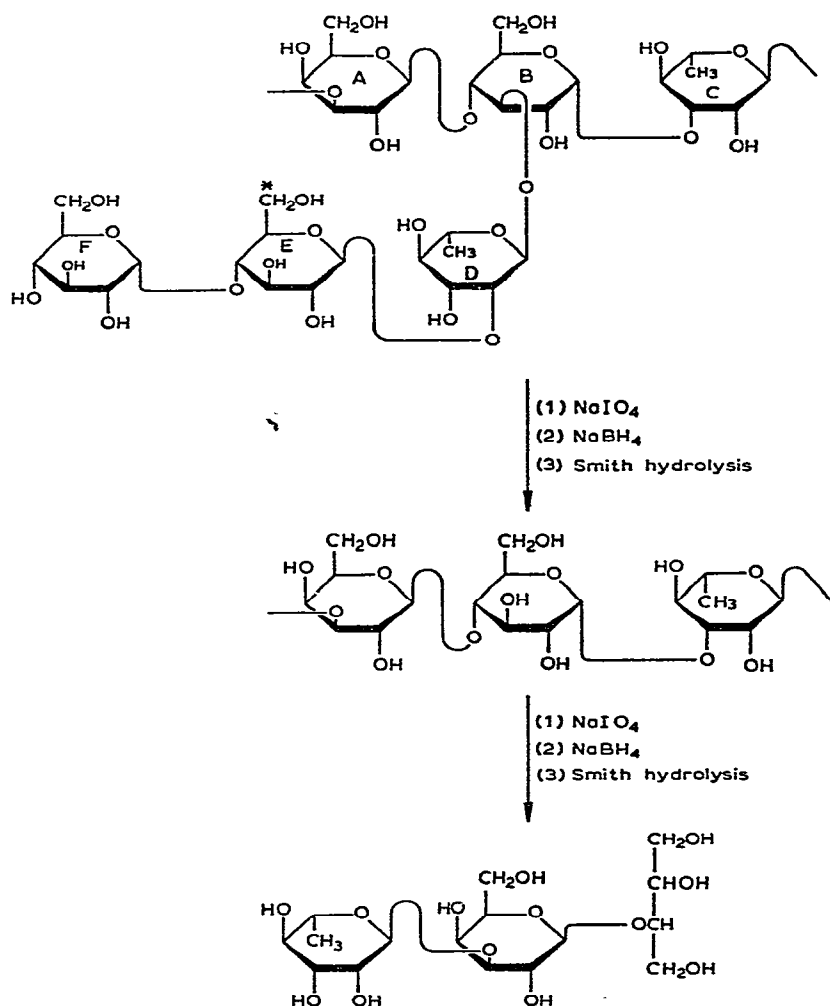 CH2OH CH2OH
HO O O HO O
A B CH3 C
O O
OH OH O OH
O
* CH2OH
CH2OH HO O
F O E O CH3 D
OH OH
HO O HO
OH OH O
(1) NaIO4
(2) NaBH4
(3) Smith hydrolysis
CH2OH CH2OH
HO O O HO O
O HO CH3
OH O OH O OH
(1) NaIO4
(2) NaBH4
(3) Smith hydrolysis
CH2OH
CH2OH CHOH
HO O HO O OCH
CH3 O CH2OH
HO OH OH